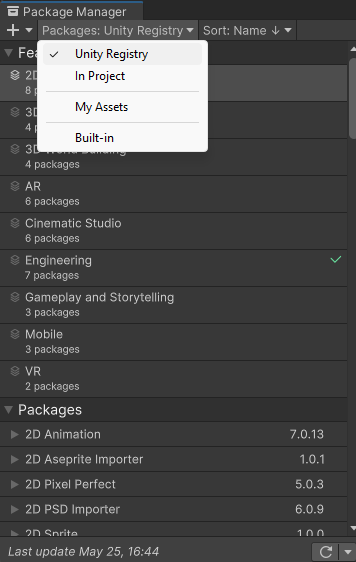 Package Manager
Packages: Unity Registry Sort: Name ↓
Unity Registry
In Project
My Assets
Built-in
Fea
2D
8 p
3D
4 p
3D World Building
4 packages
AR
6 packages
Cinematic Studio
6 packages
Engineering
7 packages
Gameplay and Storytelling
3 packages
Mobile
3 packages
VR
2 packages
Packages
2D Animation 7.0.13
2D Aseprite Importer 1.0.1
2D Pixel Perfect 5.0.3
2D PSD Importer 6.0.9
2D Sprite 1.0.0
Last update May 25, 16:44